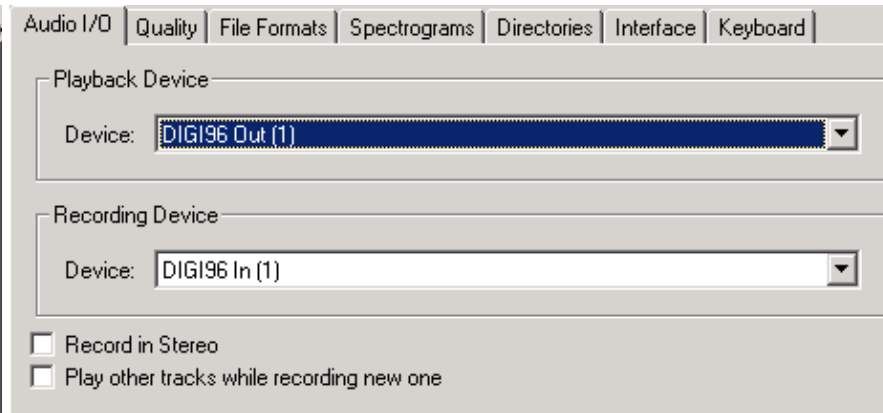 Audio I/O Quality File Formats Spectrograms Directories Interface Keyboard
Playback Device
Device: DIGI96 Out (1)
Recording Device
Device: DIGI96 In (1)
Record in Stereo
Play other tracks while recording new one